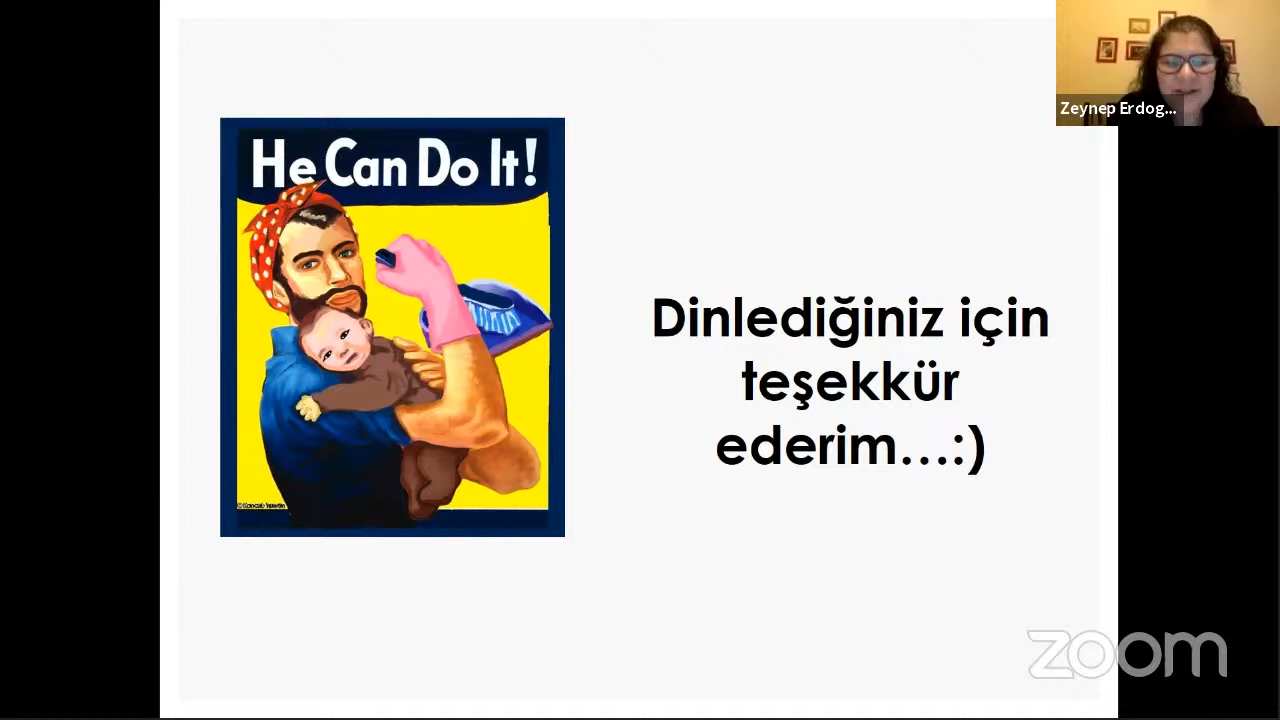 Zeynep Erdog...
He Can Do It!
Dinlediğiniz için
teşekkür
ederim...:)
zoom